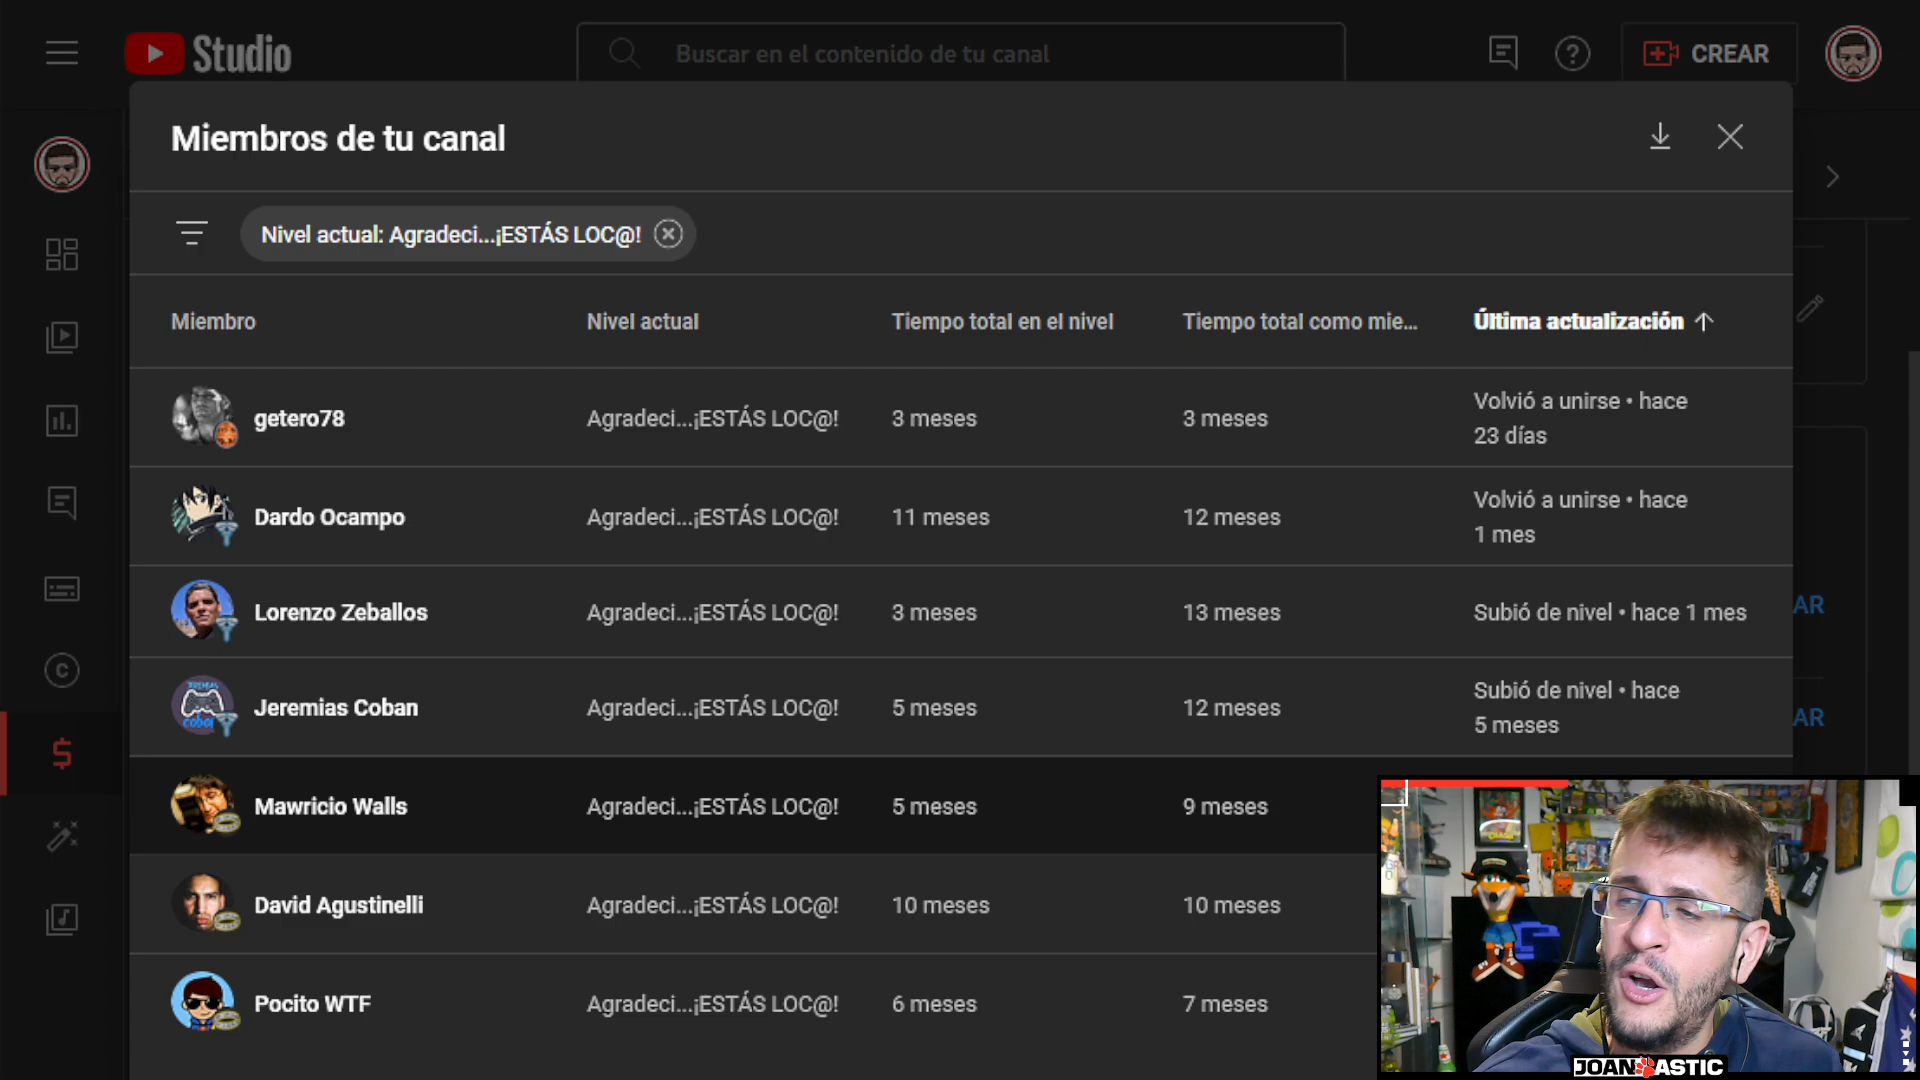 Studio
Buscar en el contenido de tu canal
CREAR
Miembros de tu canal
Nivel actual: Agradeci...¡ESTÁS LOC@!
Miembro
Nivel actual
Tiempo total en el nivel
Tiempo total como mie...
Última actualización
getero78
Agradeci...¡ESTÁS LOC@!
3 meses
3 meses
Volvió a unirse • hace
23 días
Dardo Ocampo
Agradeci...¡ESTÁS LOC@!
11 meses
12 meses
Volvió a unirse • hace
1 mes
Lorenzo Zeballos
Agradeci...¡ESTÁS LOC@!
3 meses
13 meses
Subió de nivel • hace 1 mes
AR
Jeremias Coban
Agradeci...¡ESTÁS LOC@!
5 meses
12 meses
Subió de nivel • hace
5 meses
AR
Mawricio Walls
Agradeci...¡ESTÁS LOC@!
5 meses
9 meses
David Agustinelli
Agradeci...¡ESTÁS LOC@!
10 meses
10 meses
Pocito WTF
Agradeci...¡ESTÁS LOC@!
6 meses
7 meses
JOANTASTIC